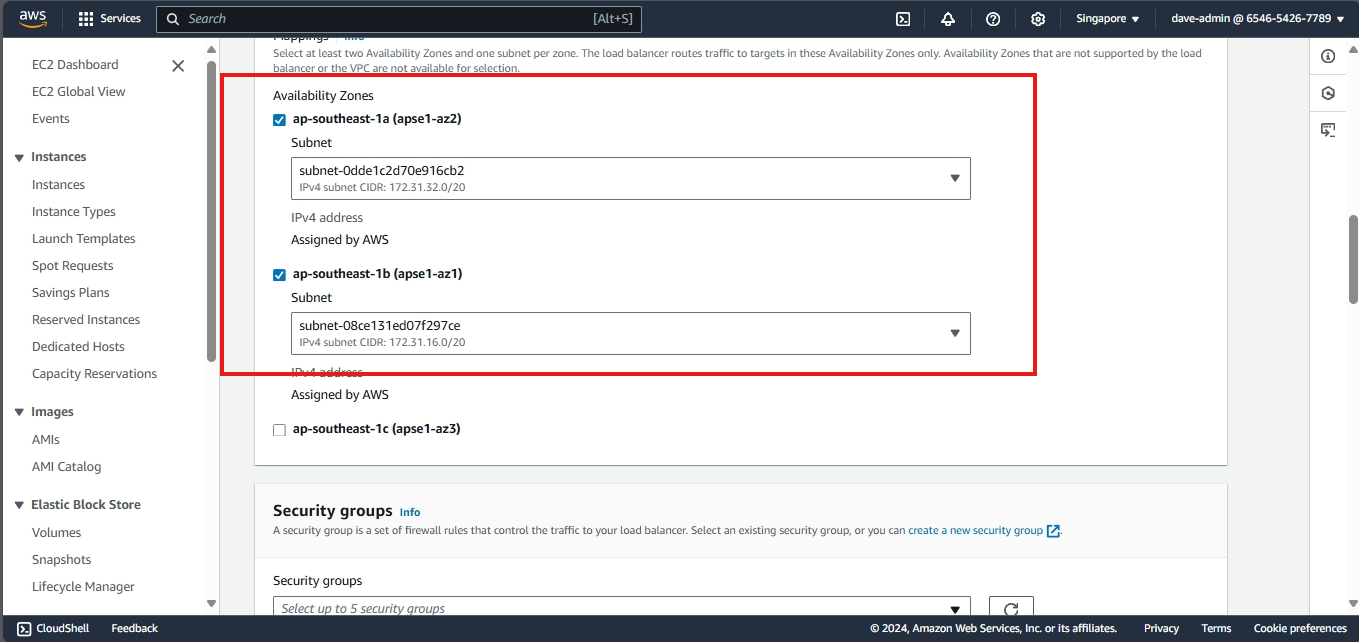 aws
Services
Search
[Alt+S]
Singapore
dave-admin @ 6546-5426-7789
EC2 Dashboard
EC2 Global View
Events
Instances
Instances
Instance Types
Launch Templates
Spot Requests
Savings Plans
Reserved Instances
Dedicated Hosts
Capacity Reservations
Images
AMIs
AMI Catalog
Elastic Block Store
Volumes
Snapshots
Lifecycle Manager
Mappings Info
Select at least two Availability Zones and one subnet per zone. The load balancer routes traffic to targets in these Availability Zones only. Availability Zones that are not supported by the load
balancer or the VPC are not available for selection.
Availability Zones
ap-southeast-1a (apse1-az2)
Subnet
subnet-0dde1c2d70e916cb2
IPv4 subnet CIDR: 172.31.32.0/20
IPv4 address
Assigned by AWS
ap-southeast-1b (apse1-az1)
Subnet
subnet-08ce131ed07f297ce
IPv4 subnet CIDR: 172.31.16.0/20
IPv4 address
Assigned by AWS
ap-southeast-1c (apse1-az3)
Security groups Info
A security group is a set of firewall rules that control the traffic to your load balancer. Select an existing security group, or you can create a new security group.
Security groups
Select up to 5 security groups
CloudShell
Feedback
© 2024, Amazon Web Services, Inc. or its affiliates.
Privacy
Terms
Cookie preferences